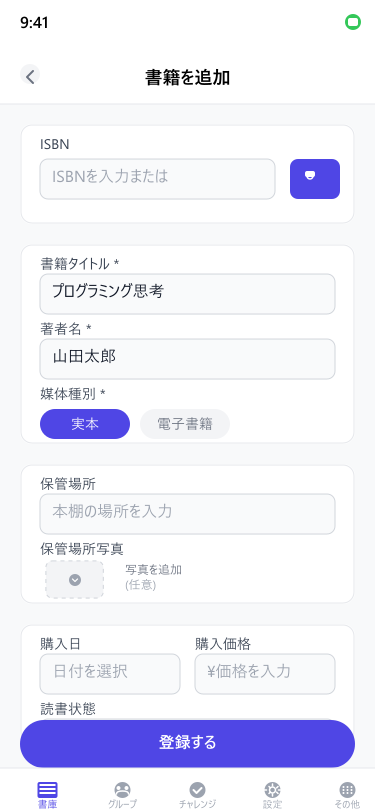 9:41
書籍を追加
ISBN
ISBNを入力または
書籍タイトル *
プログラミング思考
著者名 *
山田太郎
媒体種別 *
実本
電子書籍
保管場所
本棚の場所を入力
保管場所写真
写真を追加
(任意)
購入日
購入価格
日付を選択
¥価格を入力
読書状態
登録する
書庫
グループ
チャレンジ
設定
その他